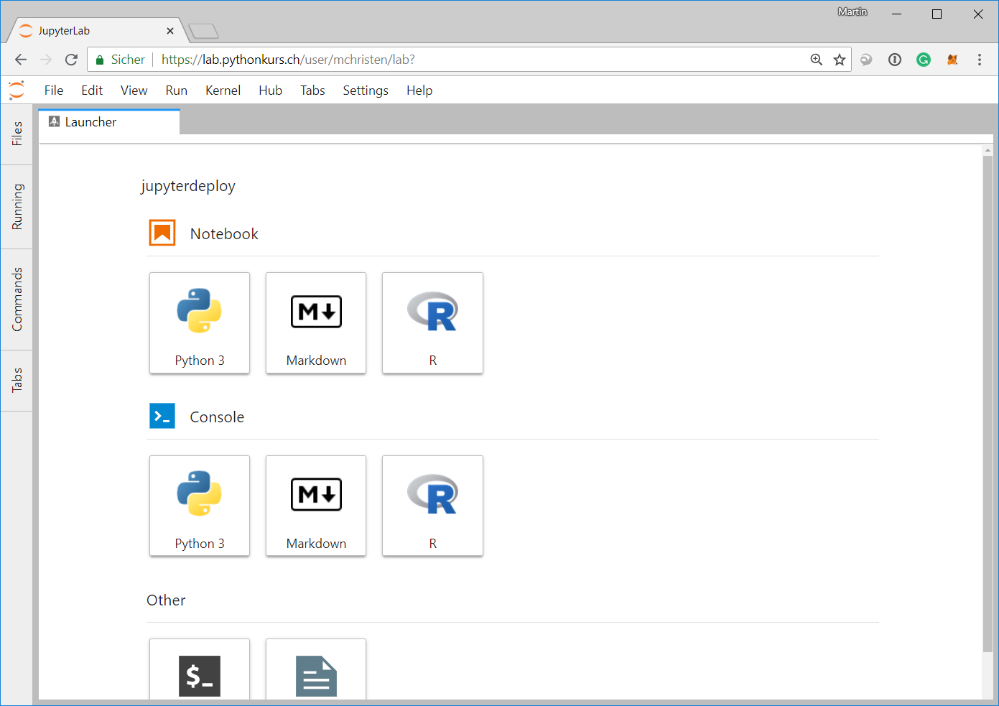 Martin
JupyterLab
Sicher https://lab.pythonkurs.ch/user/mchristen/lab?
File Edit View Run Kernel Hub Tabs Settings Help
Files
Running
Commands
Tabs
Launcher
jupyterdeploy
Notebook
Python 3 Markdown R
Console
Python 3 Markdown R
Other